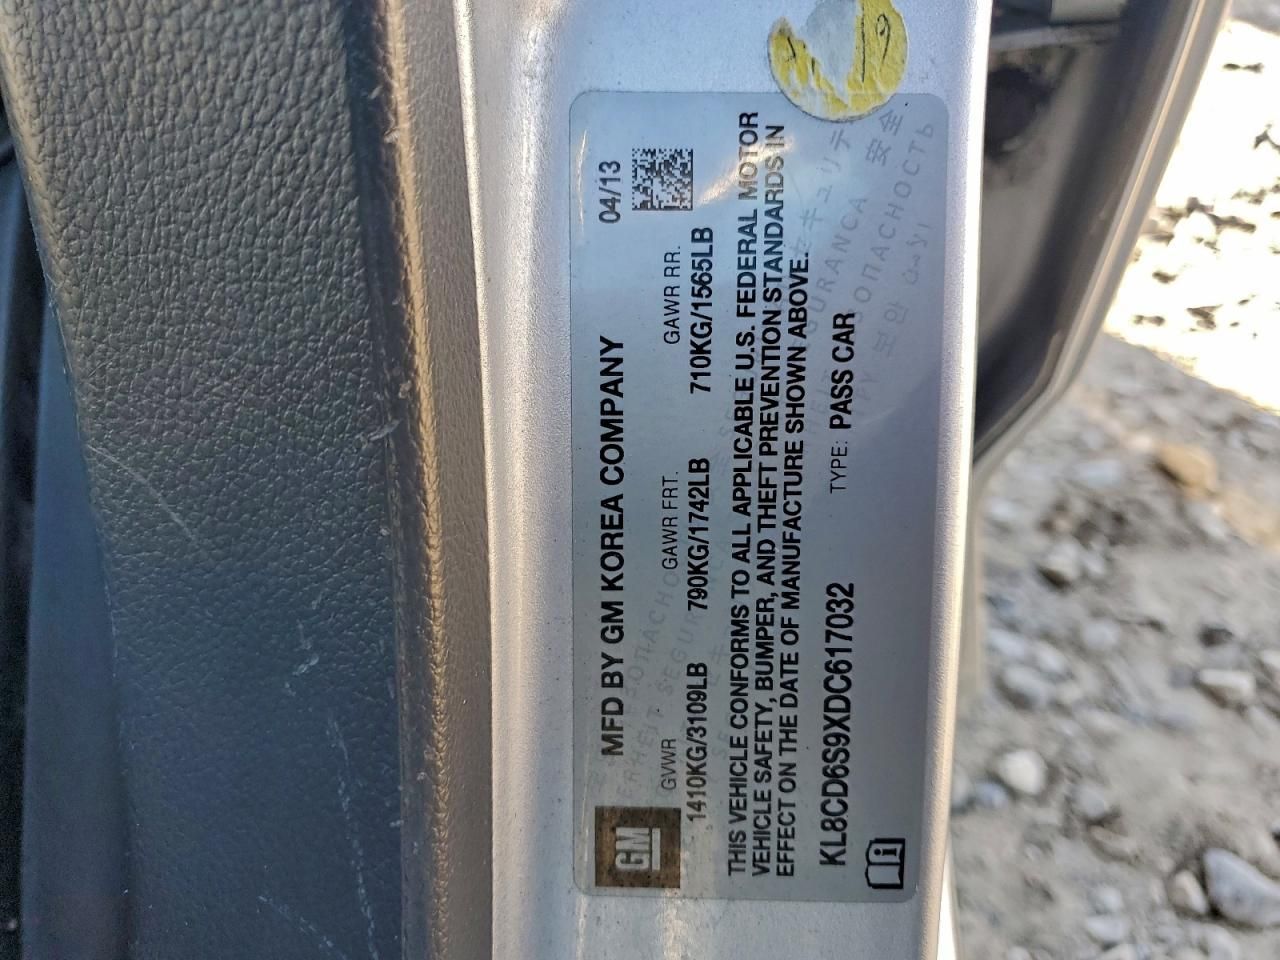 GM
MFD BY GM KOREA COMPANY 04/13
GVWR GAWR FRT. GAWR RR.
1410KG/3109LB 790KG/1742LB 710KG/1565LB
THIS VEHICLE CONFORMS TO ALL APPLICABLE U.S. FEDERAL MOTOR
VEHICLE SAFETY, BUMPER, AND THEFT PREVENTION STANDARDS IN
EFFECT ON THE DATE OF MANUFACTURE SHOWN ABOVE.
KL8CD6S9XDC617032 TYPE: PASS CAR